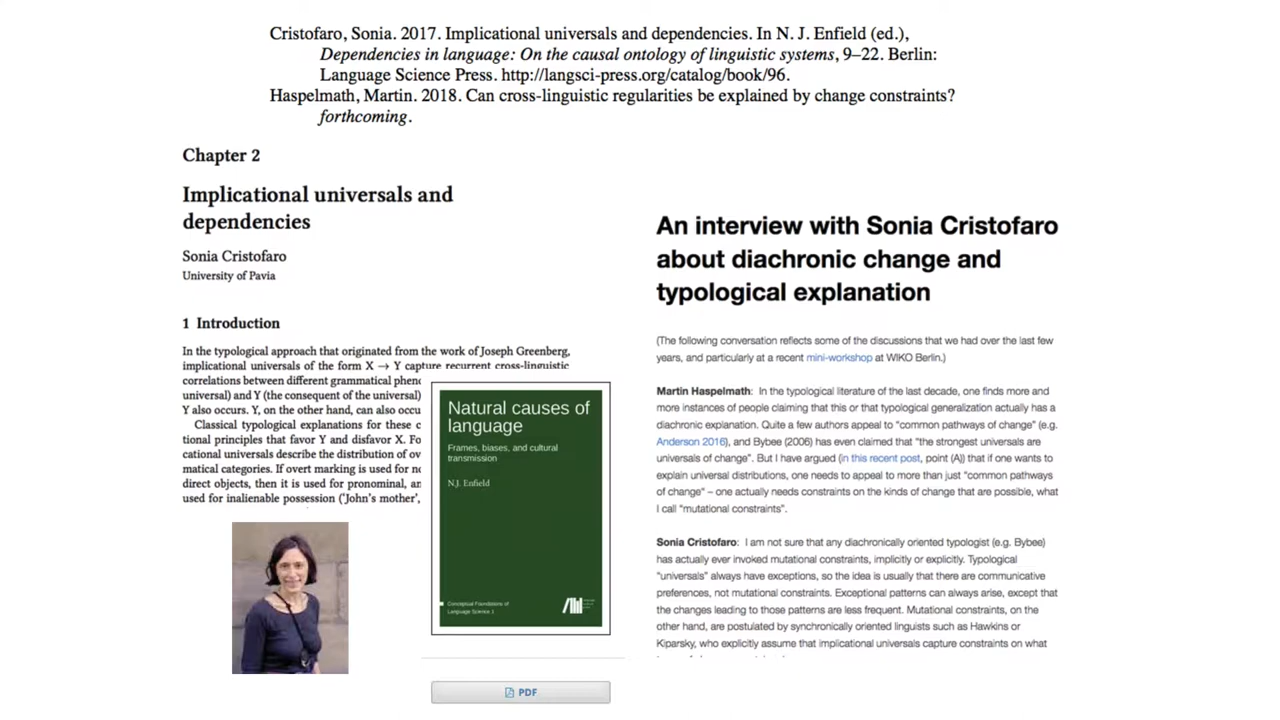 Cristofaro, Sonia. 2017. Implicational universals and dependencies. In N. J. Enfield (ed.),
Dependencies in language: On the causal ontology of linguistic systems, 9–22. Berlin:
Language Science Press. http://langsci-press.org/catalog/book/96.
Haspelmath, Martin. 2018. Can cross-linguistic regularities be explained by change constraints?
forthcoming.
Chapter 2
Implicational universals and
dependencies
Sonia Cristofaro
University of Pavia
1 Introduction
In the typological approach that originated from the work of Joseph Greenberg,
implicational universals of the form X → Y capture recurrent cross-linguistic
correlations between different grammatical
universal) and Y (the consequent of the universal)
Y also occurs. Y, on the other hand, can also
Classical typological explanations for these
tional principles that favor Y and disfavor X.
cational universals describe the distribution of
matical categories. If overt marking is used for
direct objects, then it is used for pronominal,
used for inalienable possession ('John's mother',
Natural causes of
language
Frames, biases, and cultural
transmission
N.J. Enfield
Conceptual Foundations of
Language Science 1
PDF
An interview with Sonia Cristofaro
about diachronic change and
typological explanation
(The following conversation reflects some of the discussions that we had over the last few
years, and particularly at a recent mini-workshop at WIKO Berlin.)
Martin Haspelmath: In the typological literature of the last decade, one finds more and
more instances of people claiming that this or that typological generalization actually has a
diachronic explanation. Quite a few authors appeal to "common pathways of change" (e.g.
Anderson 2016), and Bybee (2006) has even claimed that "the strongest universals are
universals of change". But I have argued (in this recent post, point (A)) that if one wants to
explain universal distributions, one needs to appeal to more than just "common pathways
of change" – one actually needs constraints on the kinds of change that are possible, what
I call "mutational constraints".
Sonia Cristofaro: I am not sure that any diachronically oriented typologist (e.g. Bybee)
has actually ever invoked mutational constraints, implicitly or explicitly. Typological
"universals" always have exceptions, so the idea is usually that there are communicative
preferences, not mutational constraints. Exceptional patterns can always arise, except that
the changes leading to those patterns are less frequent. Mutational constraints, on the
other hand, are postulated by synchronically oriented linguists such as Hawkins or
Kiparsky, who explicitly assume that implicational universals capture constraints on what